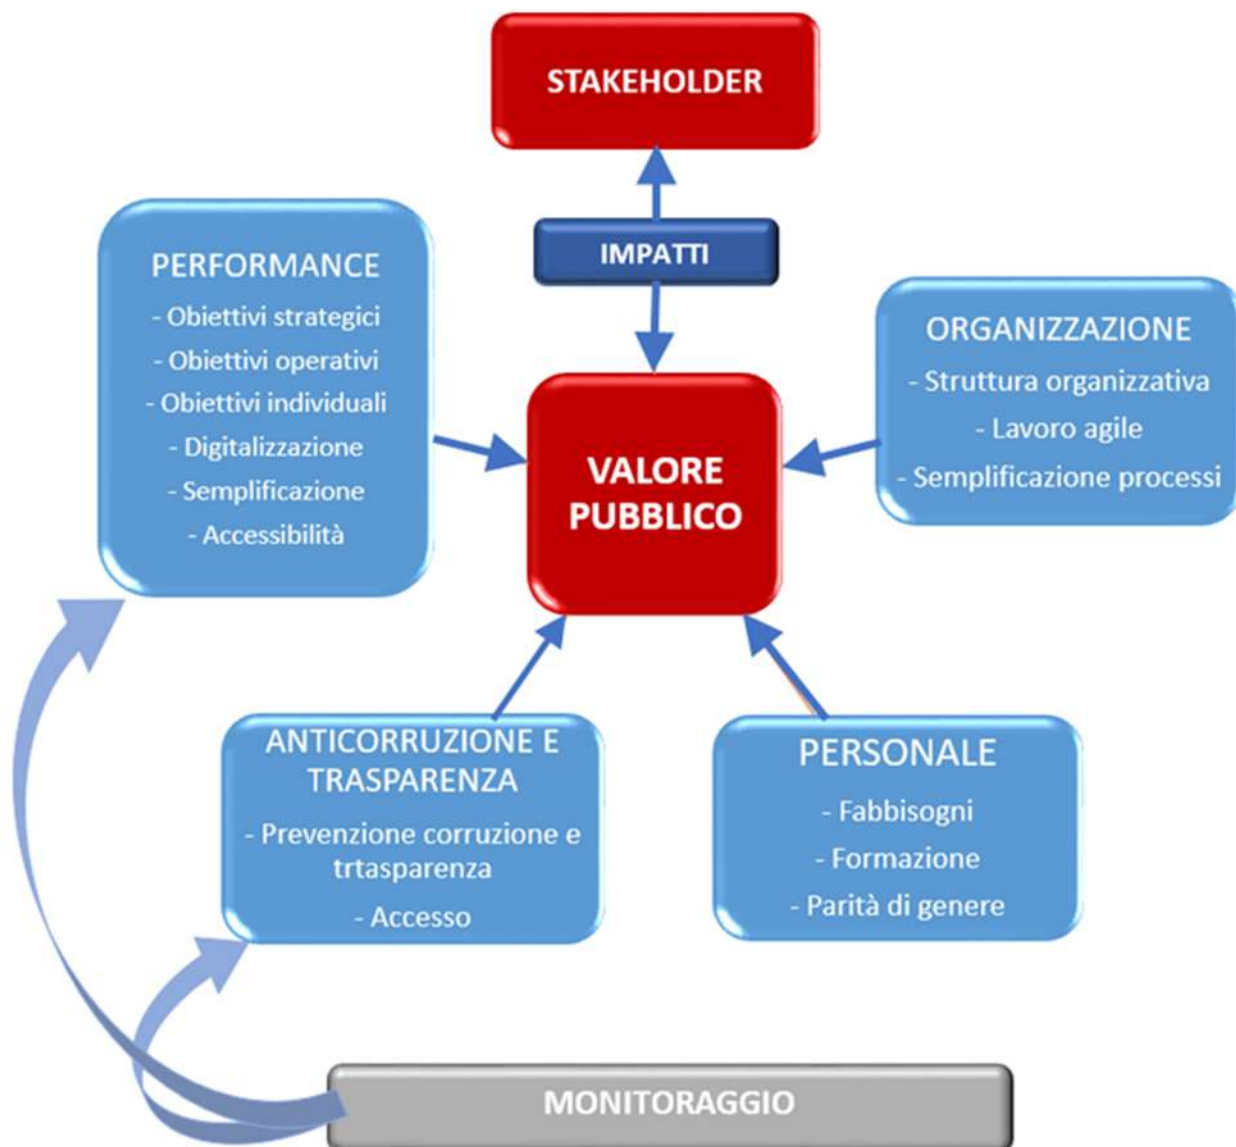 STAKEHOLDER
IMPATTI
PERFORMANCE
- Obiettivi strategici
- Obiettivi operativi
- Obiettivi individuali
- Digitalizzazione
- Semplificazione
- Accessibilità
ORGANIZZAZIONE
- Struttura organizzativa
- Lavoro agile
- Semplificazione processi
VALORE
PUBBLICO
ANTICORRUZIONE E
TRASPARENZA
- Prevenzione corruzione e
trtasparenza
- Accesso
PERSONALE
- Fabbisogni
- Formazione
- Parità di genere
MONITORAGGIO